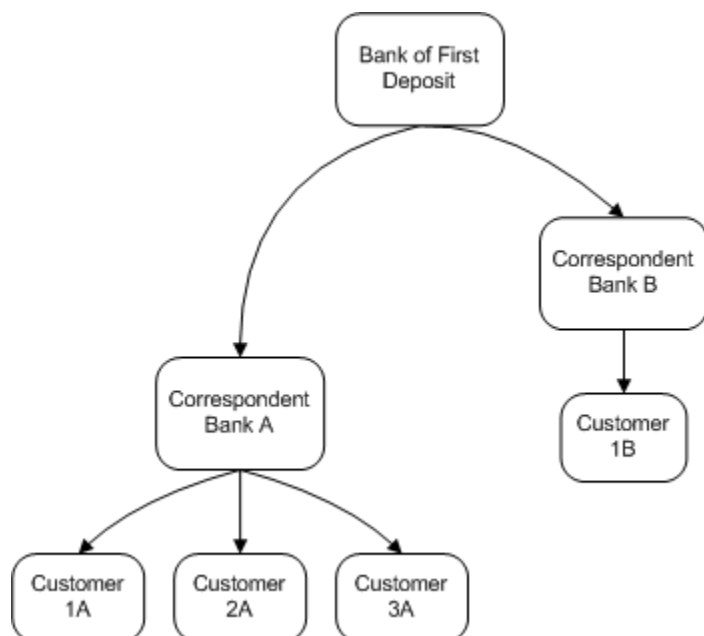 Bank of First
Deposit
Correspondent
Bank B
Correspondent
Bank A
Customer
1B
Customer
1A
Customer
2A
Customer
3A